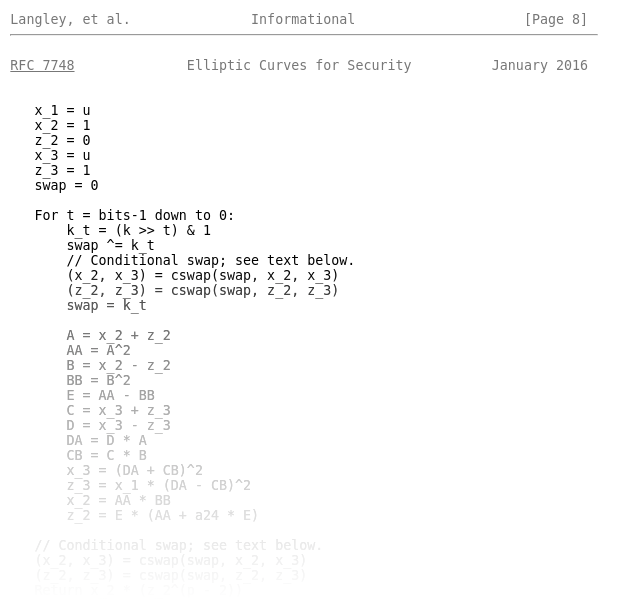 Langley, et al. Informational [Page 8]
RFC 7748 Elliptic Curves for Security January 2016
x_1 = u
x_2 = 1
z_2 = 0
x_3 = u
z_3 = 1
swap = 0
For t = bits-1 down to 0:
k_t = (k >> t) & 1
swap ^= k_t
// Conditional swap; see text below.
(x_2, x_3) = cswap(swap, x_2, x_3)
(z_2, z_3) = cswap(swap, z_2, z_3)
swap = k_t
A = x_2 + z_2
AA = A^2
B = x_2 - z_2
BB = B^2
E = AA - BB
C = x_3 + z_3
D = x_3 - z_3
DA = D * A
CB = C * B
x_3 = (DA + CB)^2
z_3 = x_1 * (DA - CB)^2
x_2 = AA * BB
z_2 = E * (AA + a24 * E)
// Conditional swap; see text below.
(x_2, x_3) = cswap(swap, x_2, x_3)
(z_2, z_3) = cswap(swap, z_2, z_3)